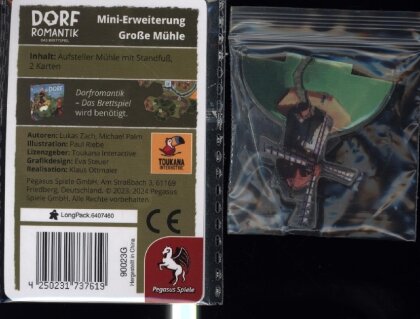 DORF
ROMANTIK
DAS BRETTSPIEL
Mini-Erweiterung
Große Mühle
Inhalt: Aufsteller Mühle mit Standfuß,
2 Karten
DORF
Dorfromantik
– Das Brettspiel
wird benötigt.
Autoren: Lukas Zach, Michael Palm
Illustration: Paul Riebe
Lizenzgeber: Toukana Interactive
Grafikdesign: Eva Steuer
Realisation: Klaus Ottmaier
TOUKANA
INTERACTIVE
Pegasus Spiele GmbH, Am Straßbach 3, 61169
Friedberg, Deutschland. © 2023, 2024 Pegasus
Spiele GmbH. Alle Rechte vorbehalten.
LongPack.6407460
CE
90023G
Hergestellt in China
4 250231 737619
Pegasus Spiele